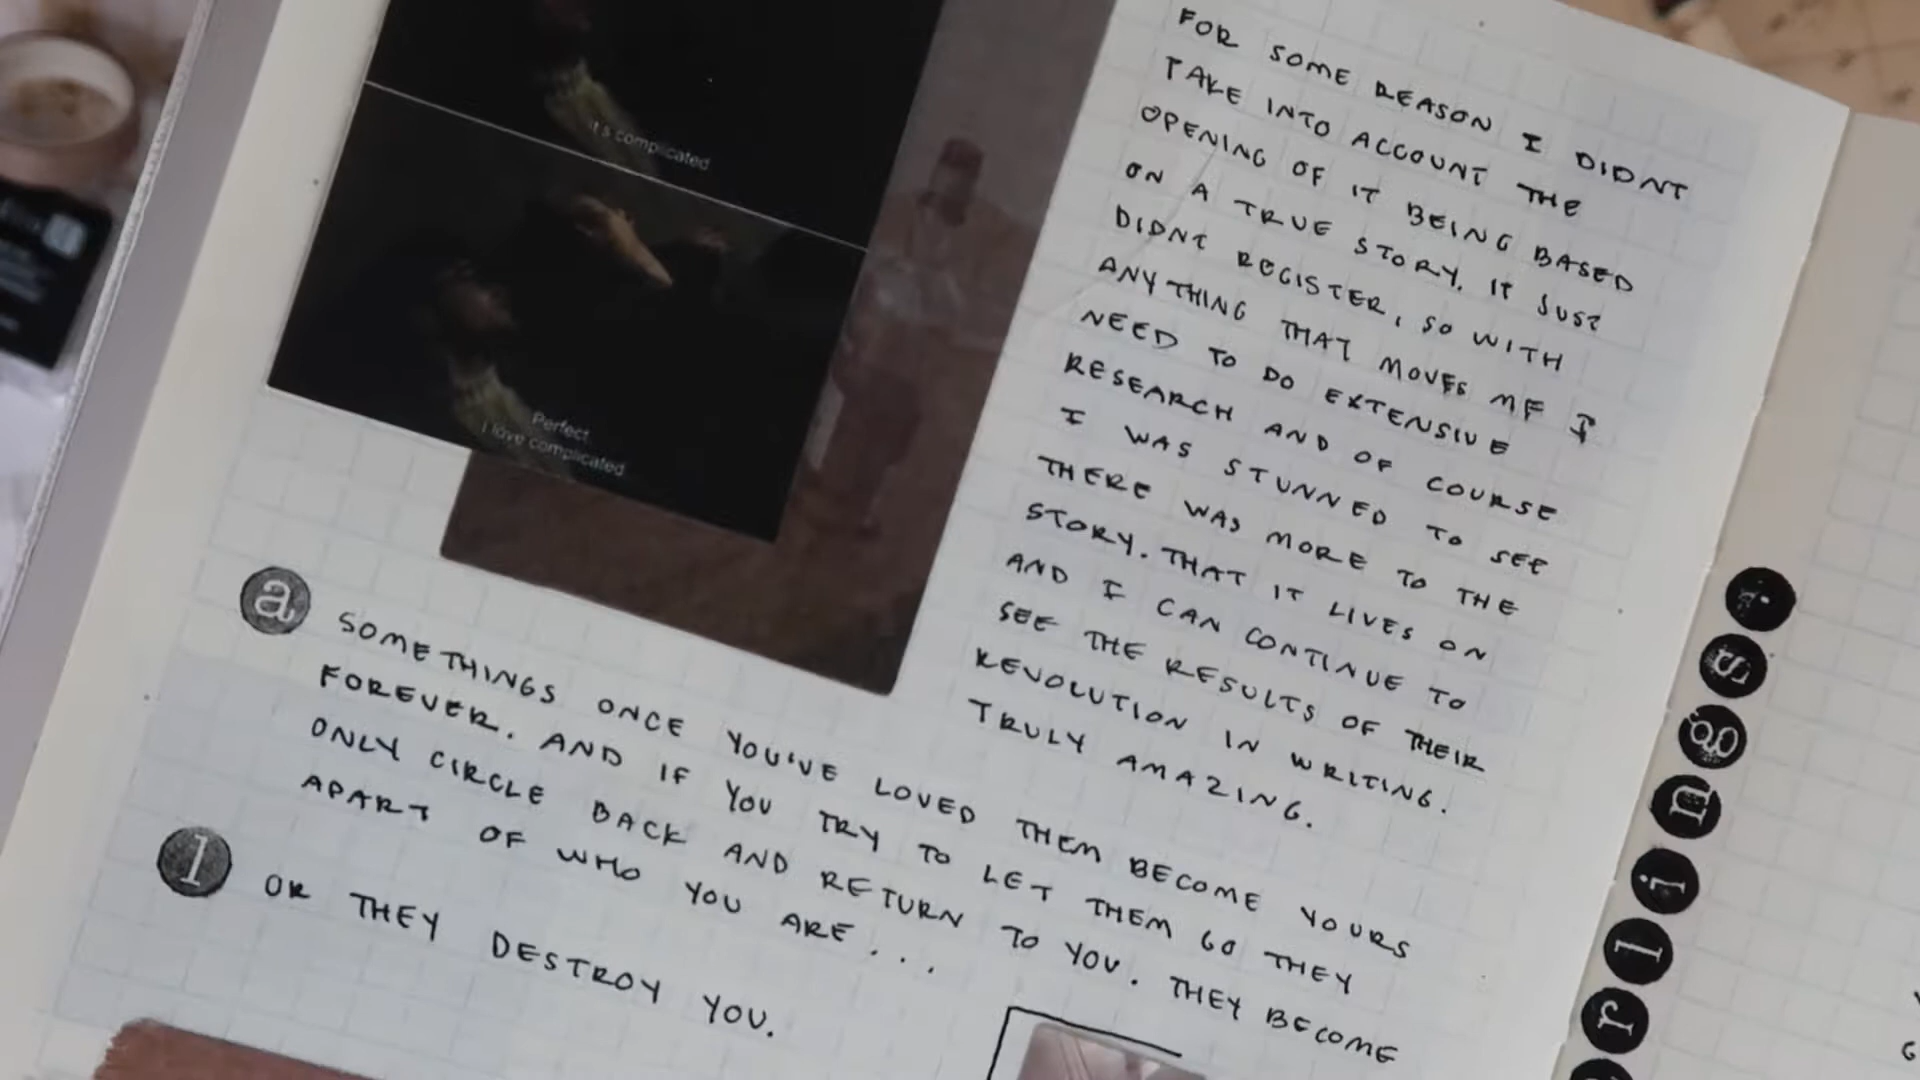 it's complicated
Perfect.
I love complicated
FOR SOME REASON I DIDNT
TAKE INTO ACCOUNT THE
OPENING OF IT BEING BASED
ON A TRUE STORY. IT JUST
DIDNT REGISTER, SO WITH
ANYTHING THAT MOVES ME I
NEED TO DO EXTENSIVE
RESEARCH AND OF COURSE
I WAS STUNNED TO SEE
THERE WAS MORE TO THE
STORY. THAT IT LIVES ON
AND I CAN CONTINUE TO
SEE THE RESULTS OF THEIR
REVOLUTION IN WRITING.
TRULY AMAZING.
a
SOMETHINGS ONCE YOU'VE LOVED THEM BECOME YOURS
FOREVER. AND IF YOU TRY TO LET THEM GO THEY
ONLY CIRCLE BACK AND RETURN TO YOU. THEY BECOME
APART OF WHO YOU ARE...
l
OR THEY DESTROY YOU.